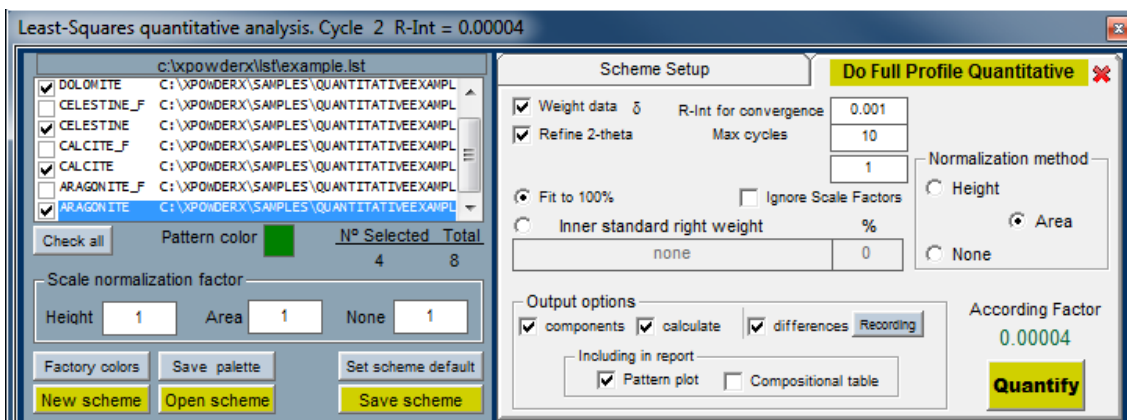 Least-Squares quantitative analysis. Cycle 2 R-Int = 0.00004
c:\xpowderx\lst\example.lst
DOLOMITE C:\XPOWDERX\SAMPLES\QUANTITATIVEEXAMPL
CELESTINE_F C:\XPOWDERX\SAMPLES\QUANTITATIVEEXAMPL
CELESTINE C:\XPOWDERX\SAMPLES\QUANTITATIVEEXAMPL
CALCITE_F C:\XPOWDERX\SAMPLES\QUANTITATIVEEXAMPL
CALCITE C:\XPOWDERX\SAMPLES\QUANTITATIVEEXAMPL
ARAGONITE_F C:\XPOWDERX\SAMPLES\QUANTITATIVEEXAMPL
ARAGONITE C:\XPOWDERX\SAMPLES\QUANTITATIVEEXAMPL
Check all Pattern color Nº Selected Total
4 8
Scale normalization factor
Height 1 Area 1 None 1
Factory colors Save palette Set scheme default
New scheme Open scheme Save scheme
Scheme Setup Do Full Profile Quantitative
Weight data δ R-Int for convergence 0.001
Refine 2-theta Max cycles 10
1
Fit to 100% Ignore Scale Factors
Inner standard right weight %
none 0
Normalization method
Height
Area
None
Output options
components calculate differences Recording
Including in report
Pattern plot Compositional table
According Factor
0.00004
Quantify